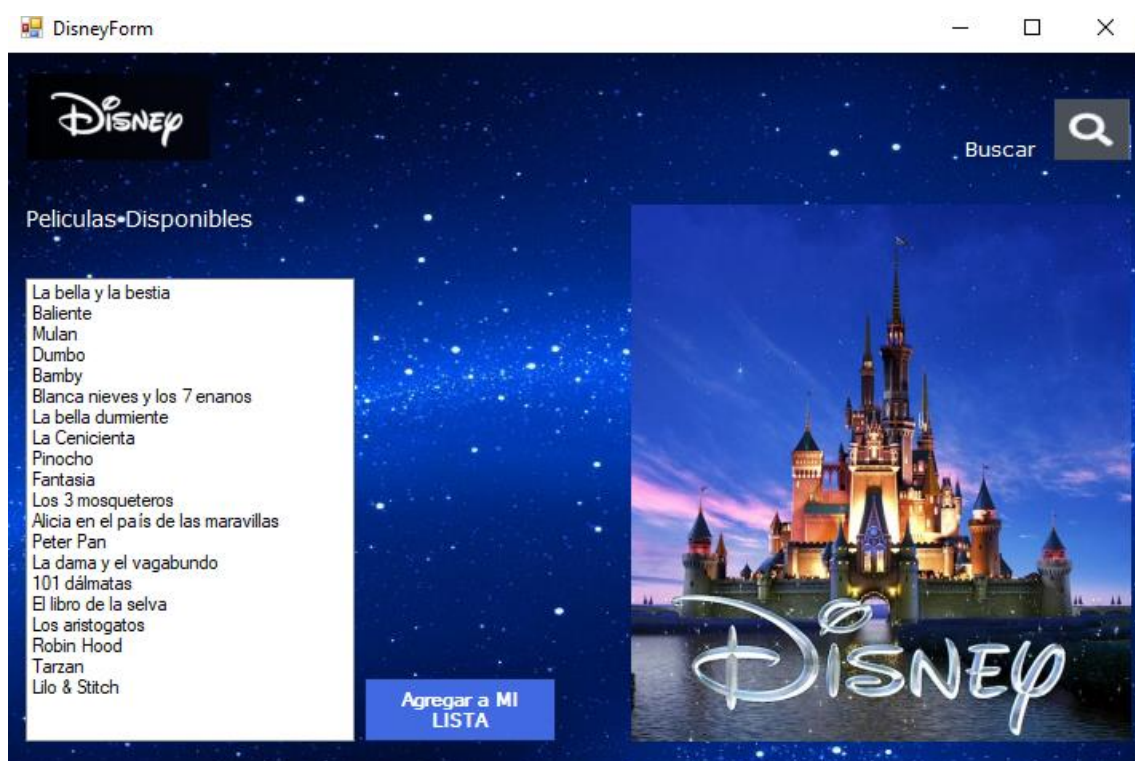 DisneyForm
Disney
Buscar
Peliculas Disponibles
La bella y la bestia
Baliente
Mulan
Dumbo
Bamby
Blanca nieves y los 7 enanos
La bella durmiente
La Cenicienta
Pinocho
Fantasia
Los 3 mosqueteros
Alicia en el país de las maravillas
Peter Pan
La dama y el vagabundo
101 dálmatas
El libro de la selva
Los aristogatos
Robin Hood
Tarzan
Lilo & Stitch
Agregar a MI
LISTA
Disney